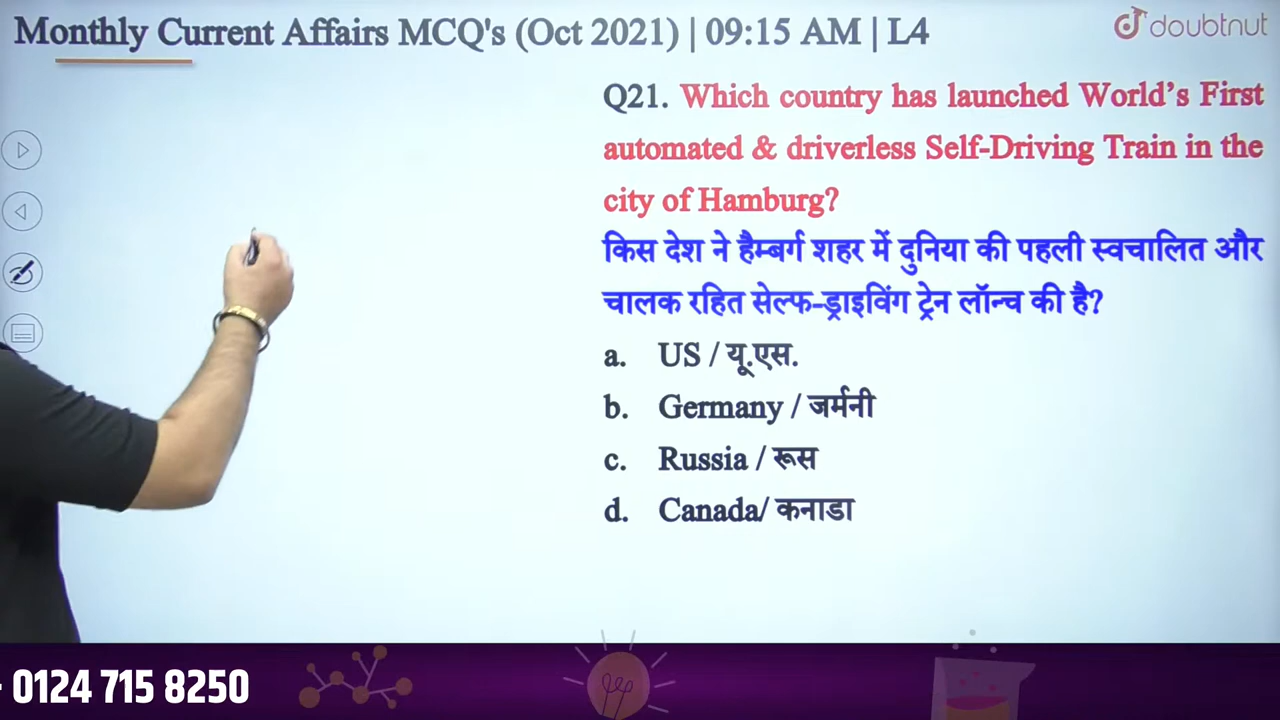 Monthly Current Affairs MCQ's (Oct 2021) | 09:15 AM | L4
doubtnut
Q21. Which country has launched World's First
automated & driverless Self-Driving Train in the
city of Hamburg?
किस देश ने हैम्बर्ग शहर में दुनिया की पहली स्वचालित और
चालक रहित सेल्फ-ड्राइविंग ट्रेन लॉन्च की है?
a. US / यू.एस.
b. Germany / जर्मनी
c. Russia / रूस
d. Canada/ कनाडा
- 0124 715 8250